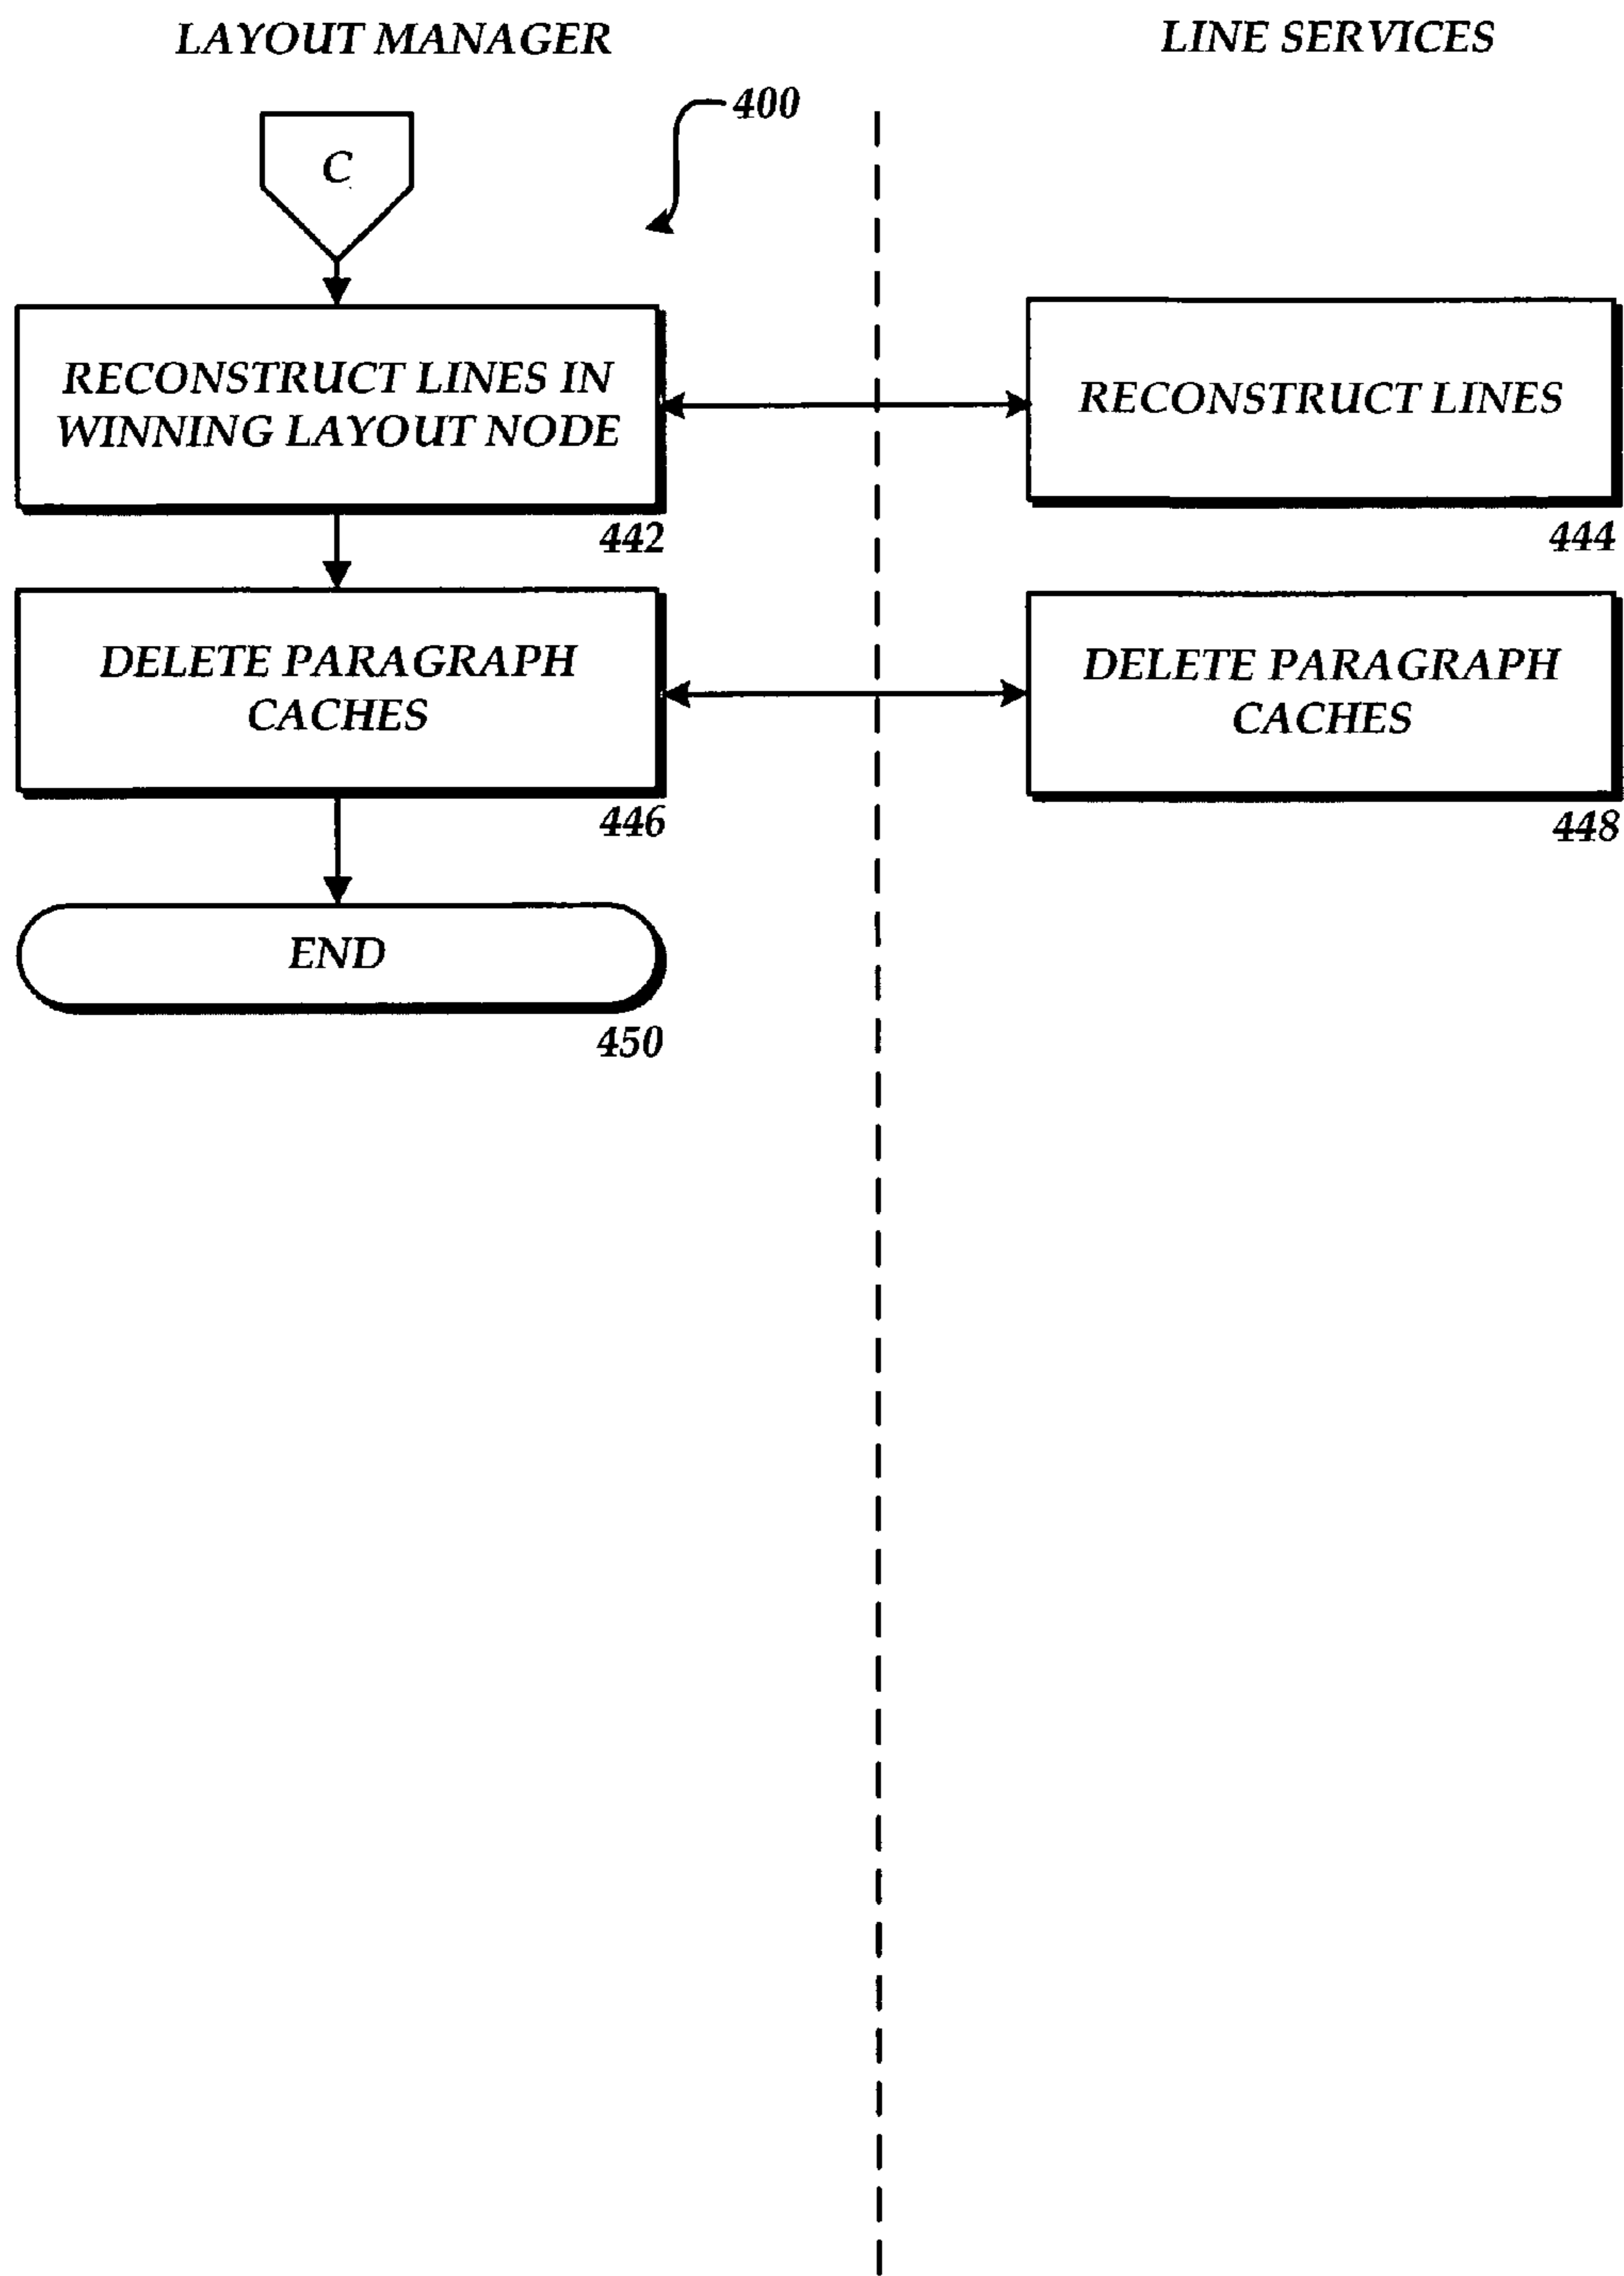 LAYOUT MANAGER
LINE SERVICES
400
C
RECONSTRUCT LINES IN
WINNING LAYOUT NODE
442
RECONSTRUCT LINES
444
DELETE PARAGRAPH
CACHES
446
DELETE PARAGRAPH
CACHES
448
END
450